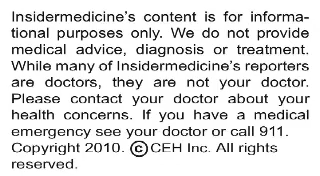 Insidermedicine's content is for informa-
tional purposes only. We do not provide
medical advice, diagnosis or treatment.
While many of Insidermedicine's reporters
are doctors, they are not your doctor.
Please contact your doctor about your
health concerns. If you have a medical
emergency see your doctor or call 911.
Copyright 2010. © CEH Inc. All rights
reserved.